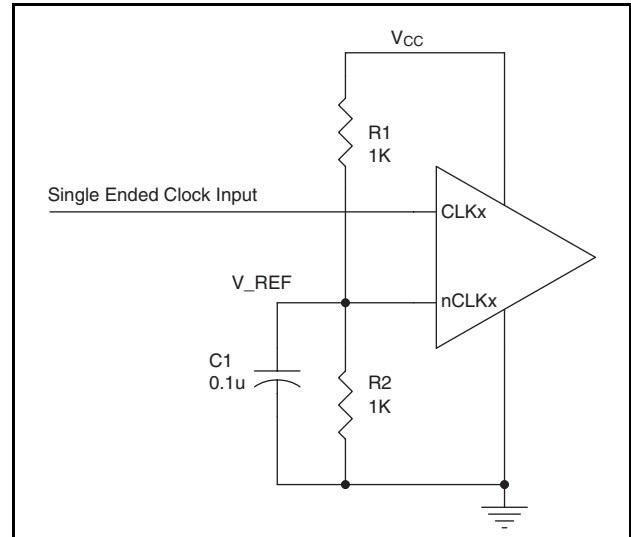 VCC
R1
1K
Single Ended Clock Input
CLKx
V_REF
nCLKx
C1
0.1u
R2
1K